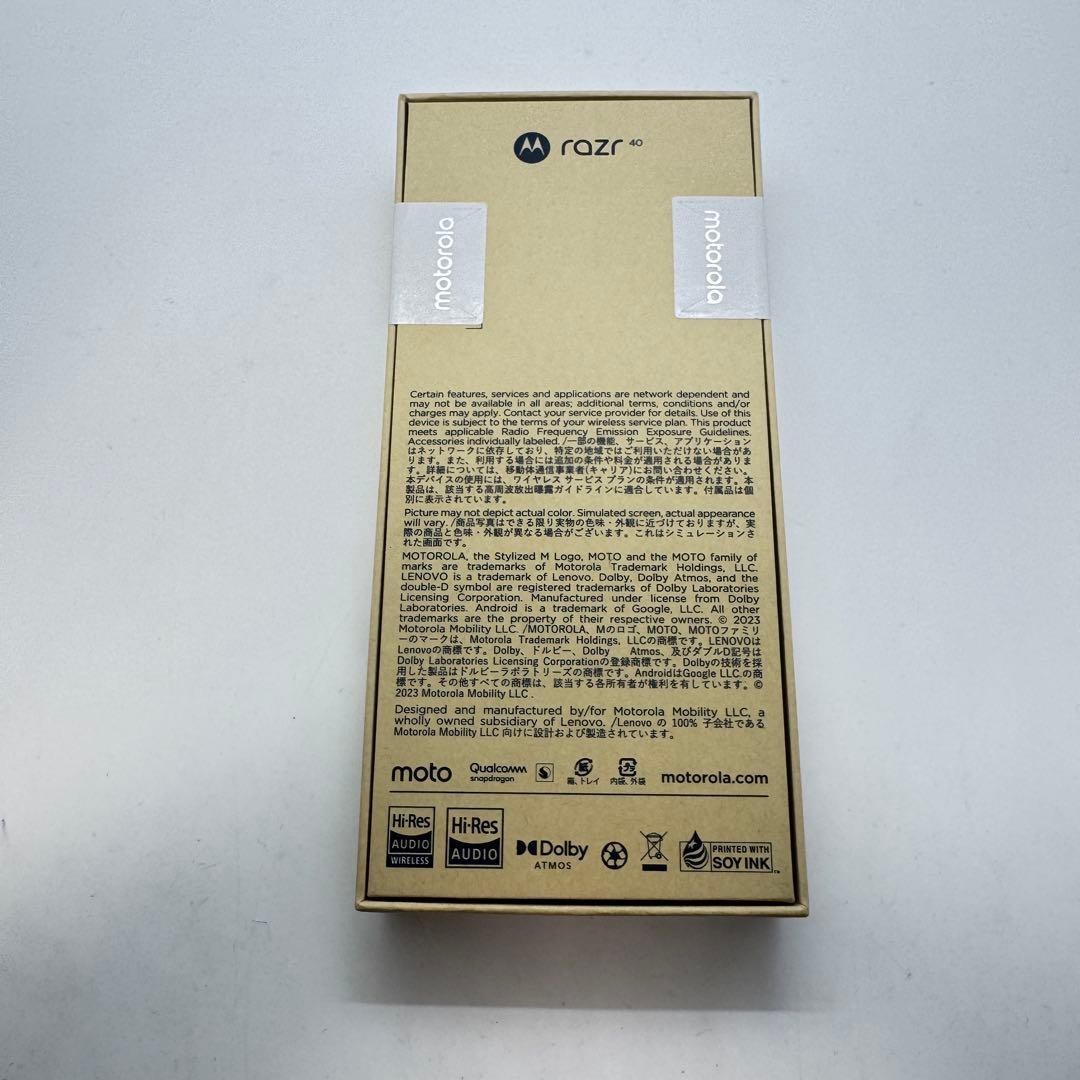 razr 40
motorola
motorola
Certain features, services and applications are network dependent and
may not be available in all areas; additional terms, conditions and/or
charges may apply. Contact your service provider for details. Use of this
device is subject to the terms of your wireless service plan. This product
meets applicable Radio Frequency Emission Exposure Guidelines.
Accessories individually labeled. /一部の機能、サービス、アプリケーション
はネットワークに依存しており、特定の地域ではご利用いただけない場合があ
ります。また、利用する場合には追加の条件や料金が適用される場合がありま
す。詳細については、移動体通信事業者(キャリア)にお問い合わせください。
本デバイスの使用には、ワイヤレス サービス プランの条件が適用されます。本
製品は、該当する高周波放出曝露ガイドラインに適合しています。付属品は個
別に表示されています。
Picture may not depict actual color. Simulated screen, actual appearance
will vary. /商品写真はできる限り実物の色味・外観に近づけておりますが、実
際の商品と色味・外観が異なる場合がございます。これはシミュレーションさ
れた画面です。
MOTOROLA, the Stylized M Logo, MOTO and the MOTO family of
marks are trademarks of Motorola Trademark Holdings, LLC.
LENOVO is a trademark of Lenovo. Dolby, Dolby Atmos, and the
double-D symbol are registered trademarks of Dolby Laboratories
Licensing Corporation. Manufactured under license from Dolby
Laboratories. Android is a trademark of Google, LLC. All other
trademarks are the property of their respective owners. © 2023
Motorola Mobility LLC. /MOTOROLA、Mのロゴ、MOTO、MOTOファミリ
ーのマークは、Motorola Trademark Holdings, LLCの商標です。LENOVOは
Lenovoの商標です。Dolby、ドルビー、Dolby Atmos、及びダブルD記号は
Dolby Laboratories Licensing Corporationの登録商標です。Dolbyの技術を採
用した製品はドルビーラボラトリーズの商標です。AndroidはGoogle LLC.の商
標です。その他すべての商標は、該当する各所有者が権利を有しています。©
2023 Motorola Mobility LLC .
Designed and manufactured by/for Motorola Mobility LLC, a
wholly owned subsidiary of Lenovo. /Lenovo の 100% 子会社である
Motorola Mobility LLC 向けに設計および製造されています。
moto Qualcomm snapdragon 紙 箱、トレイ プラ 内袋、外袋 motorola.com
Hi-Res AUDIO WIRELESS
Hi-Res AUDIO
Dolby ATMOS
PRINTED WITH SOY INK™